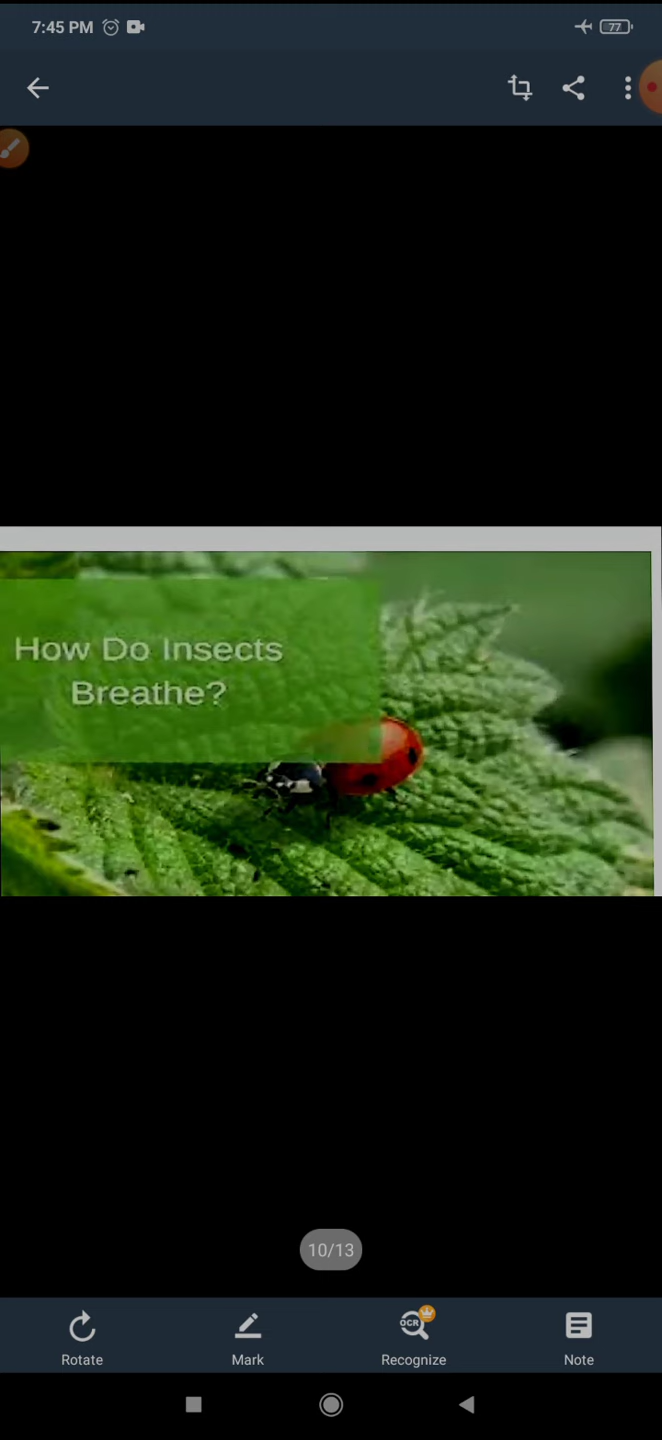 7:45 PM
77
How Do Insects
Breathe?
10/13
OCR
Rotate
Mark
Recognize
Note